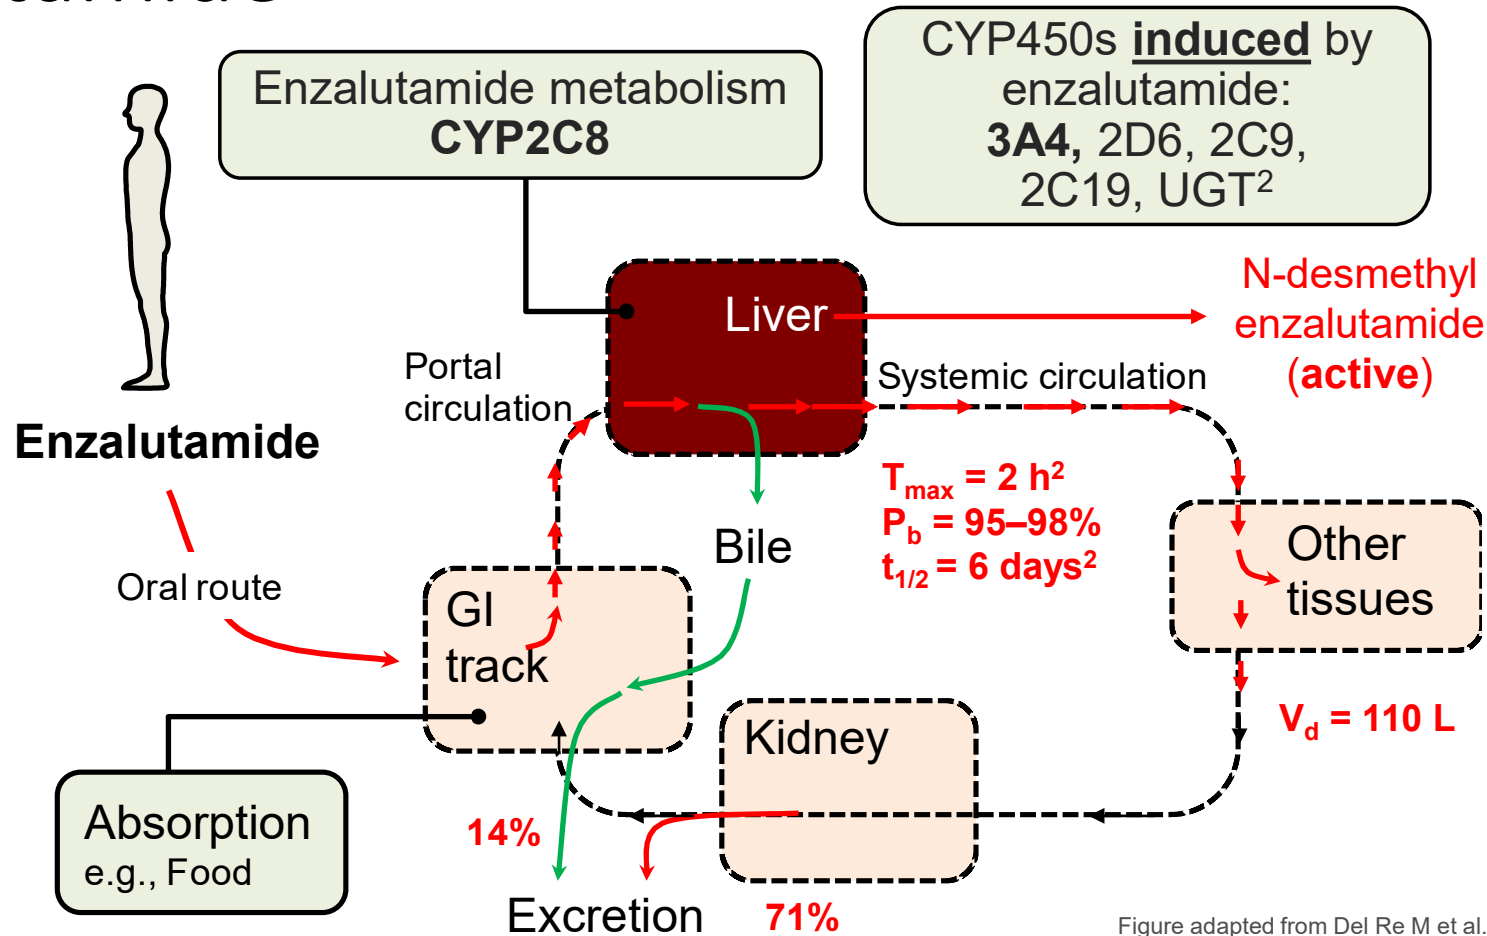 Enzalutamide metabolism
CYP2C8
CYP450s induced by
enzalutamide:
3A4, 2D6, 2C9,
2C19, UGT²
Liver
N-desmethyl
enzalutamide
(active)
Portal
circulation
Systemic circulation
Enzalutamide
Tmax = 2 h²
Pb = 95–98%
t1/2 = 6 days²
Bile
Other
tissues
Oral route
GI
track
Vd = 110 L
Kidney
Absorption
e.g., Food
14%
Excretion
71%
Figure adapted from Del Re M et al.